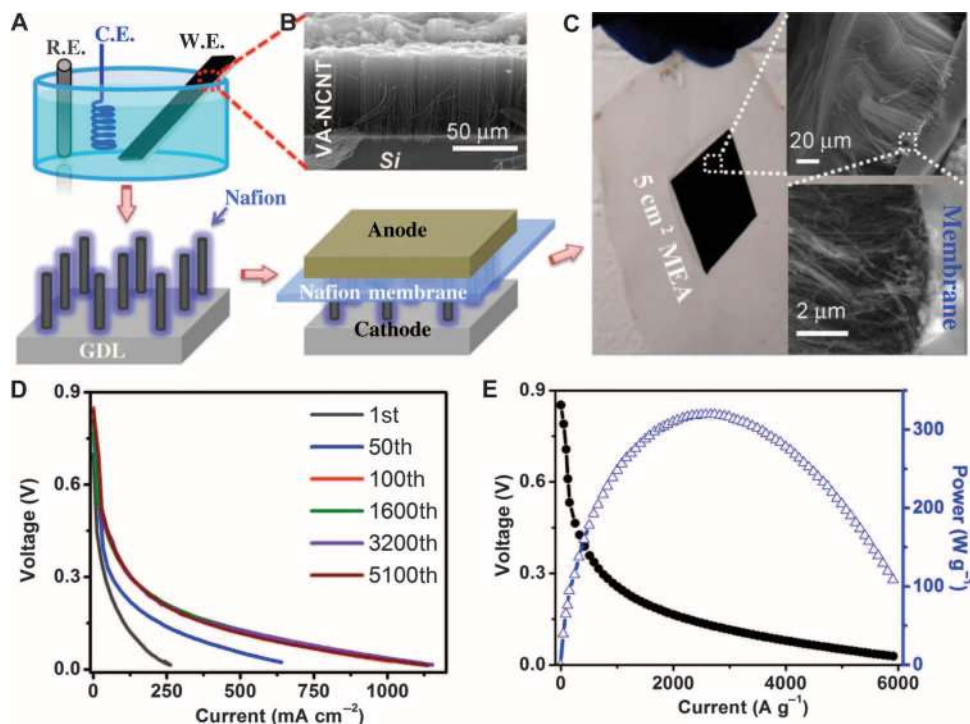 A
R.E.
C.E.
W.E.
B
VA-NCNT
50 μm
Si
C
5 cm² MEA
20 μm
2 μm
Membrane
Nafion
GDL
Anode
Nafion membrane
Cathode
D
Voltage (V)
0.9
0.6
0.3
0.0
1st
50th
100th
1600th
3200th
5100th
0 250 500 750 1000
Current (mA cm⁻²)
E
Voltage (V)
0.9
0.6
0.3
0.0
0 2000 4000 6000
Current (A g⁻¹)
300
200
100
0
Power (W g⁻¹)